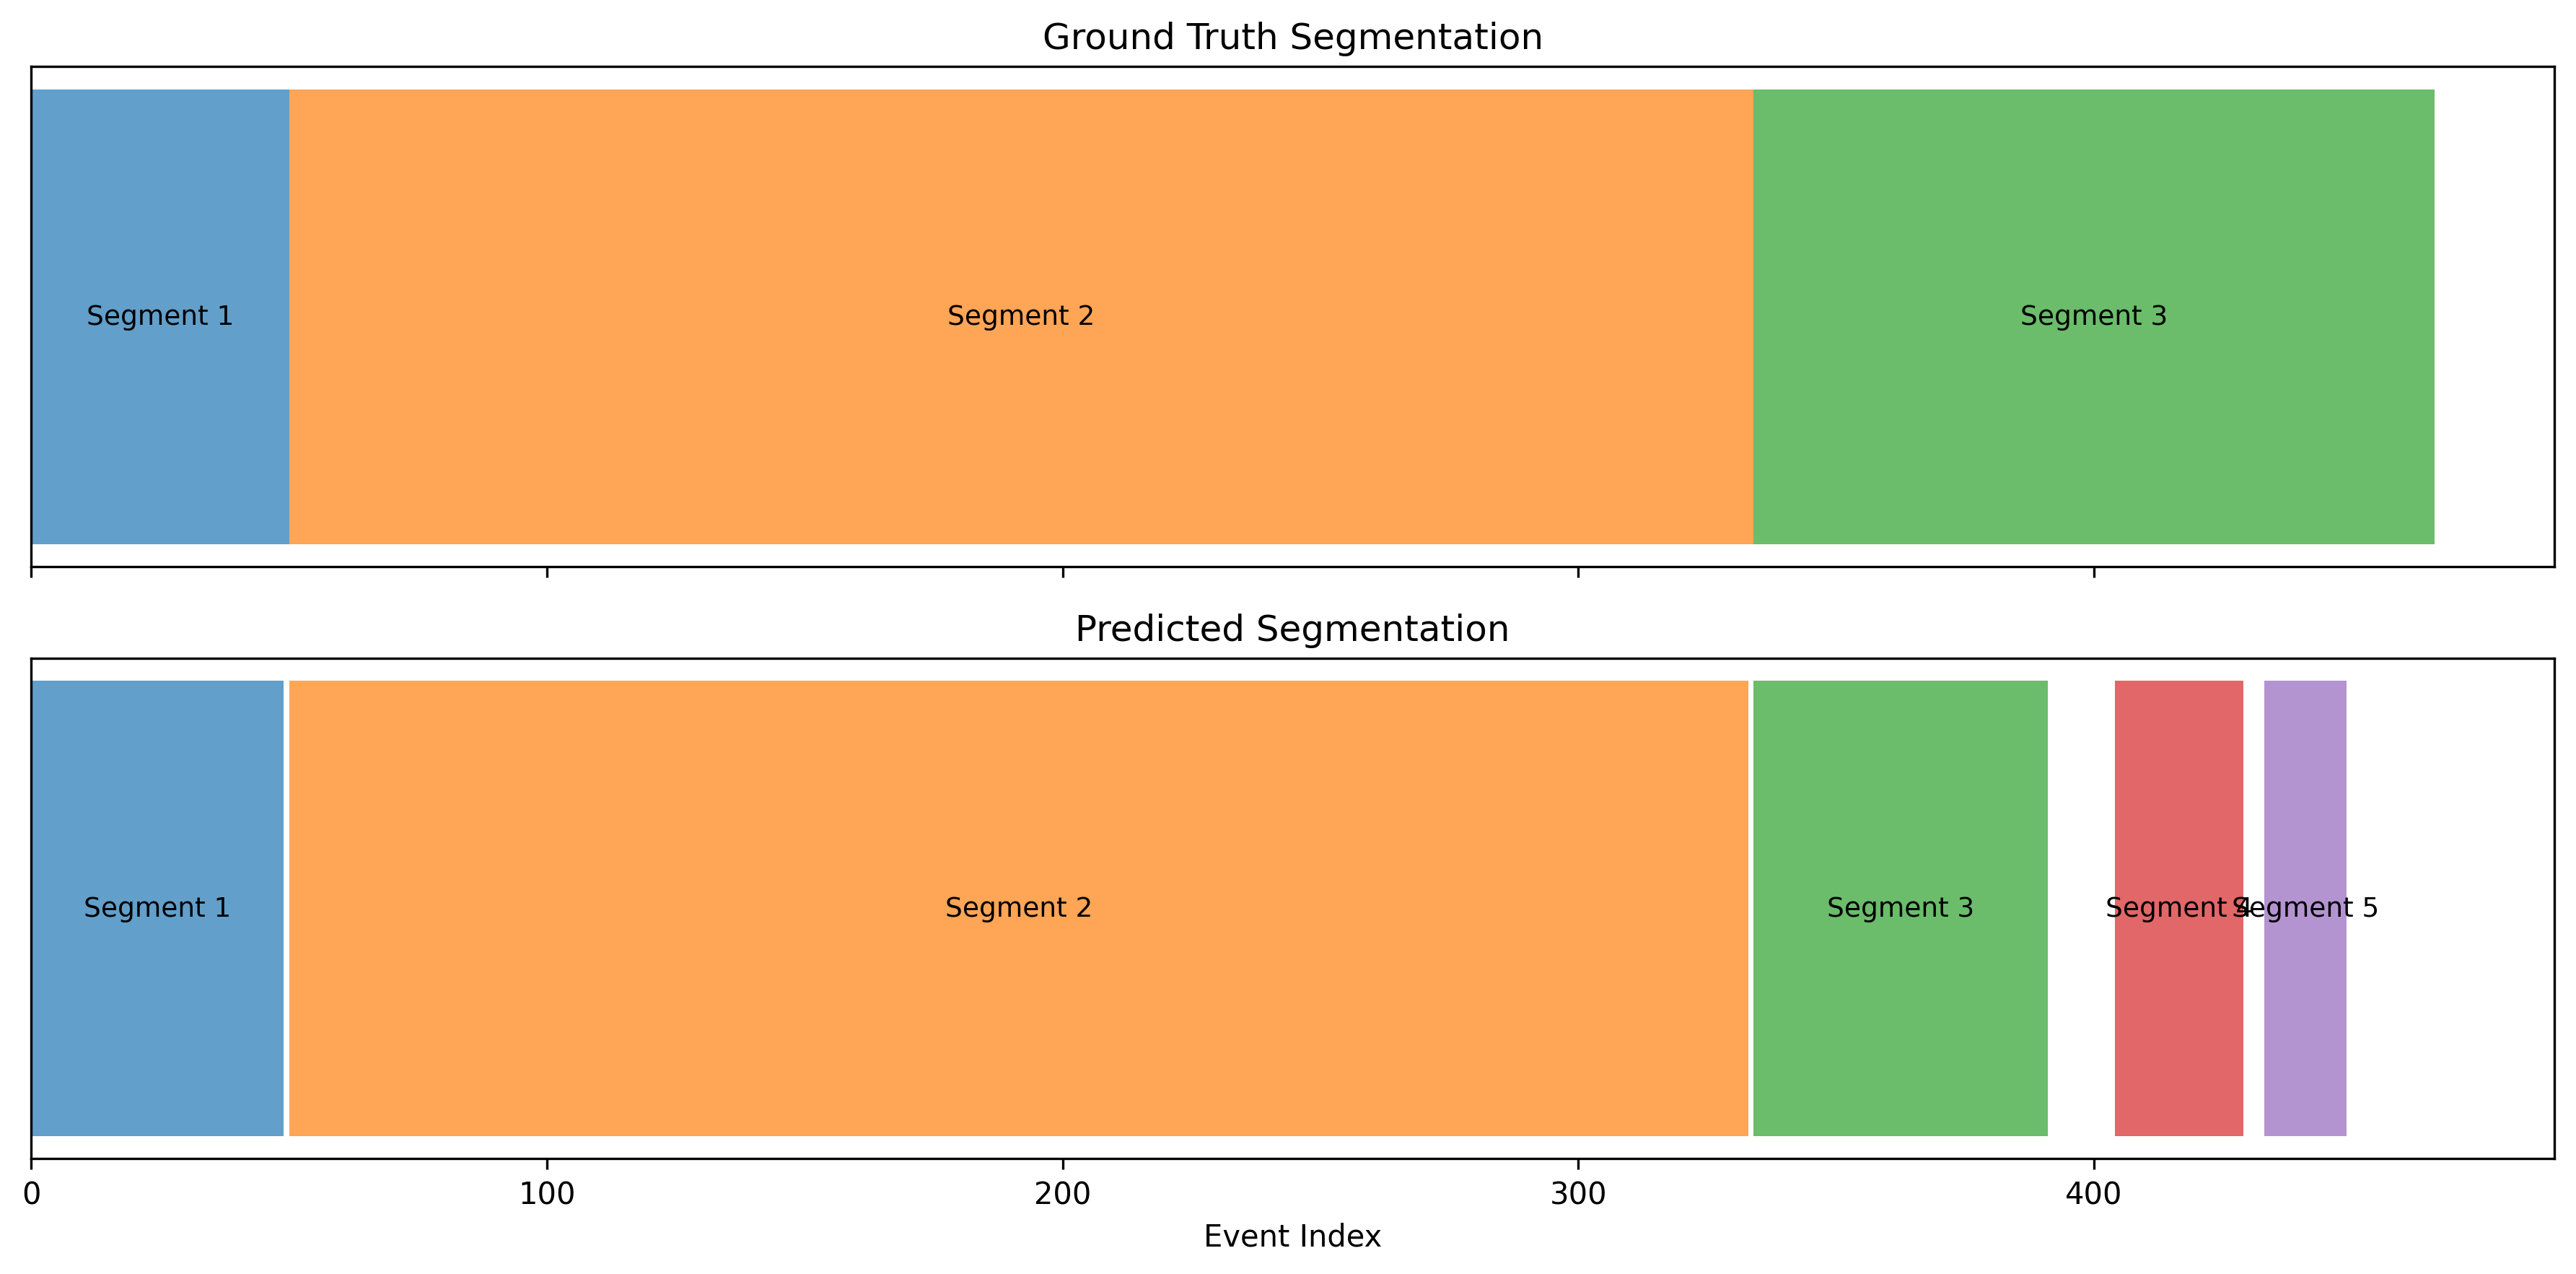 Ground Truth Segmentation
Segment 1
Segment 2
Segment 3
Predicted Segmentation
Segment 1
Segment 2
Segment 3
Segment 4
Segment 5
0
100
200
300
400
Event Index